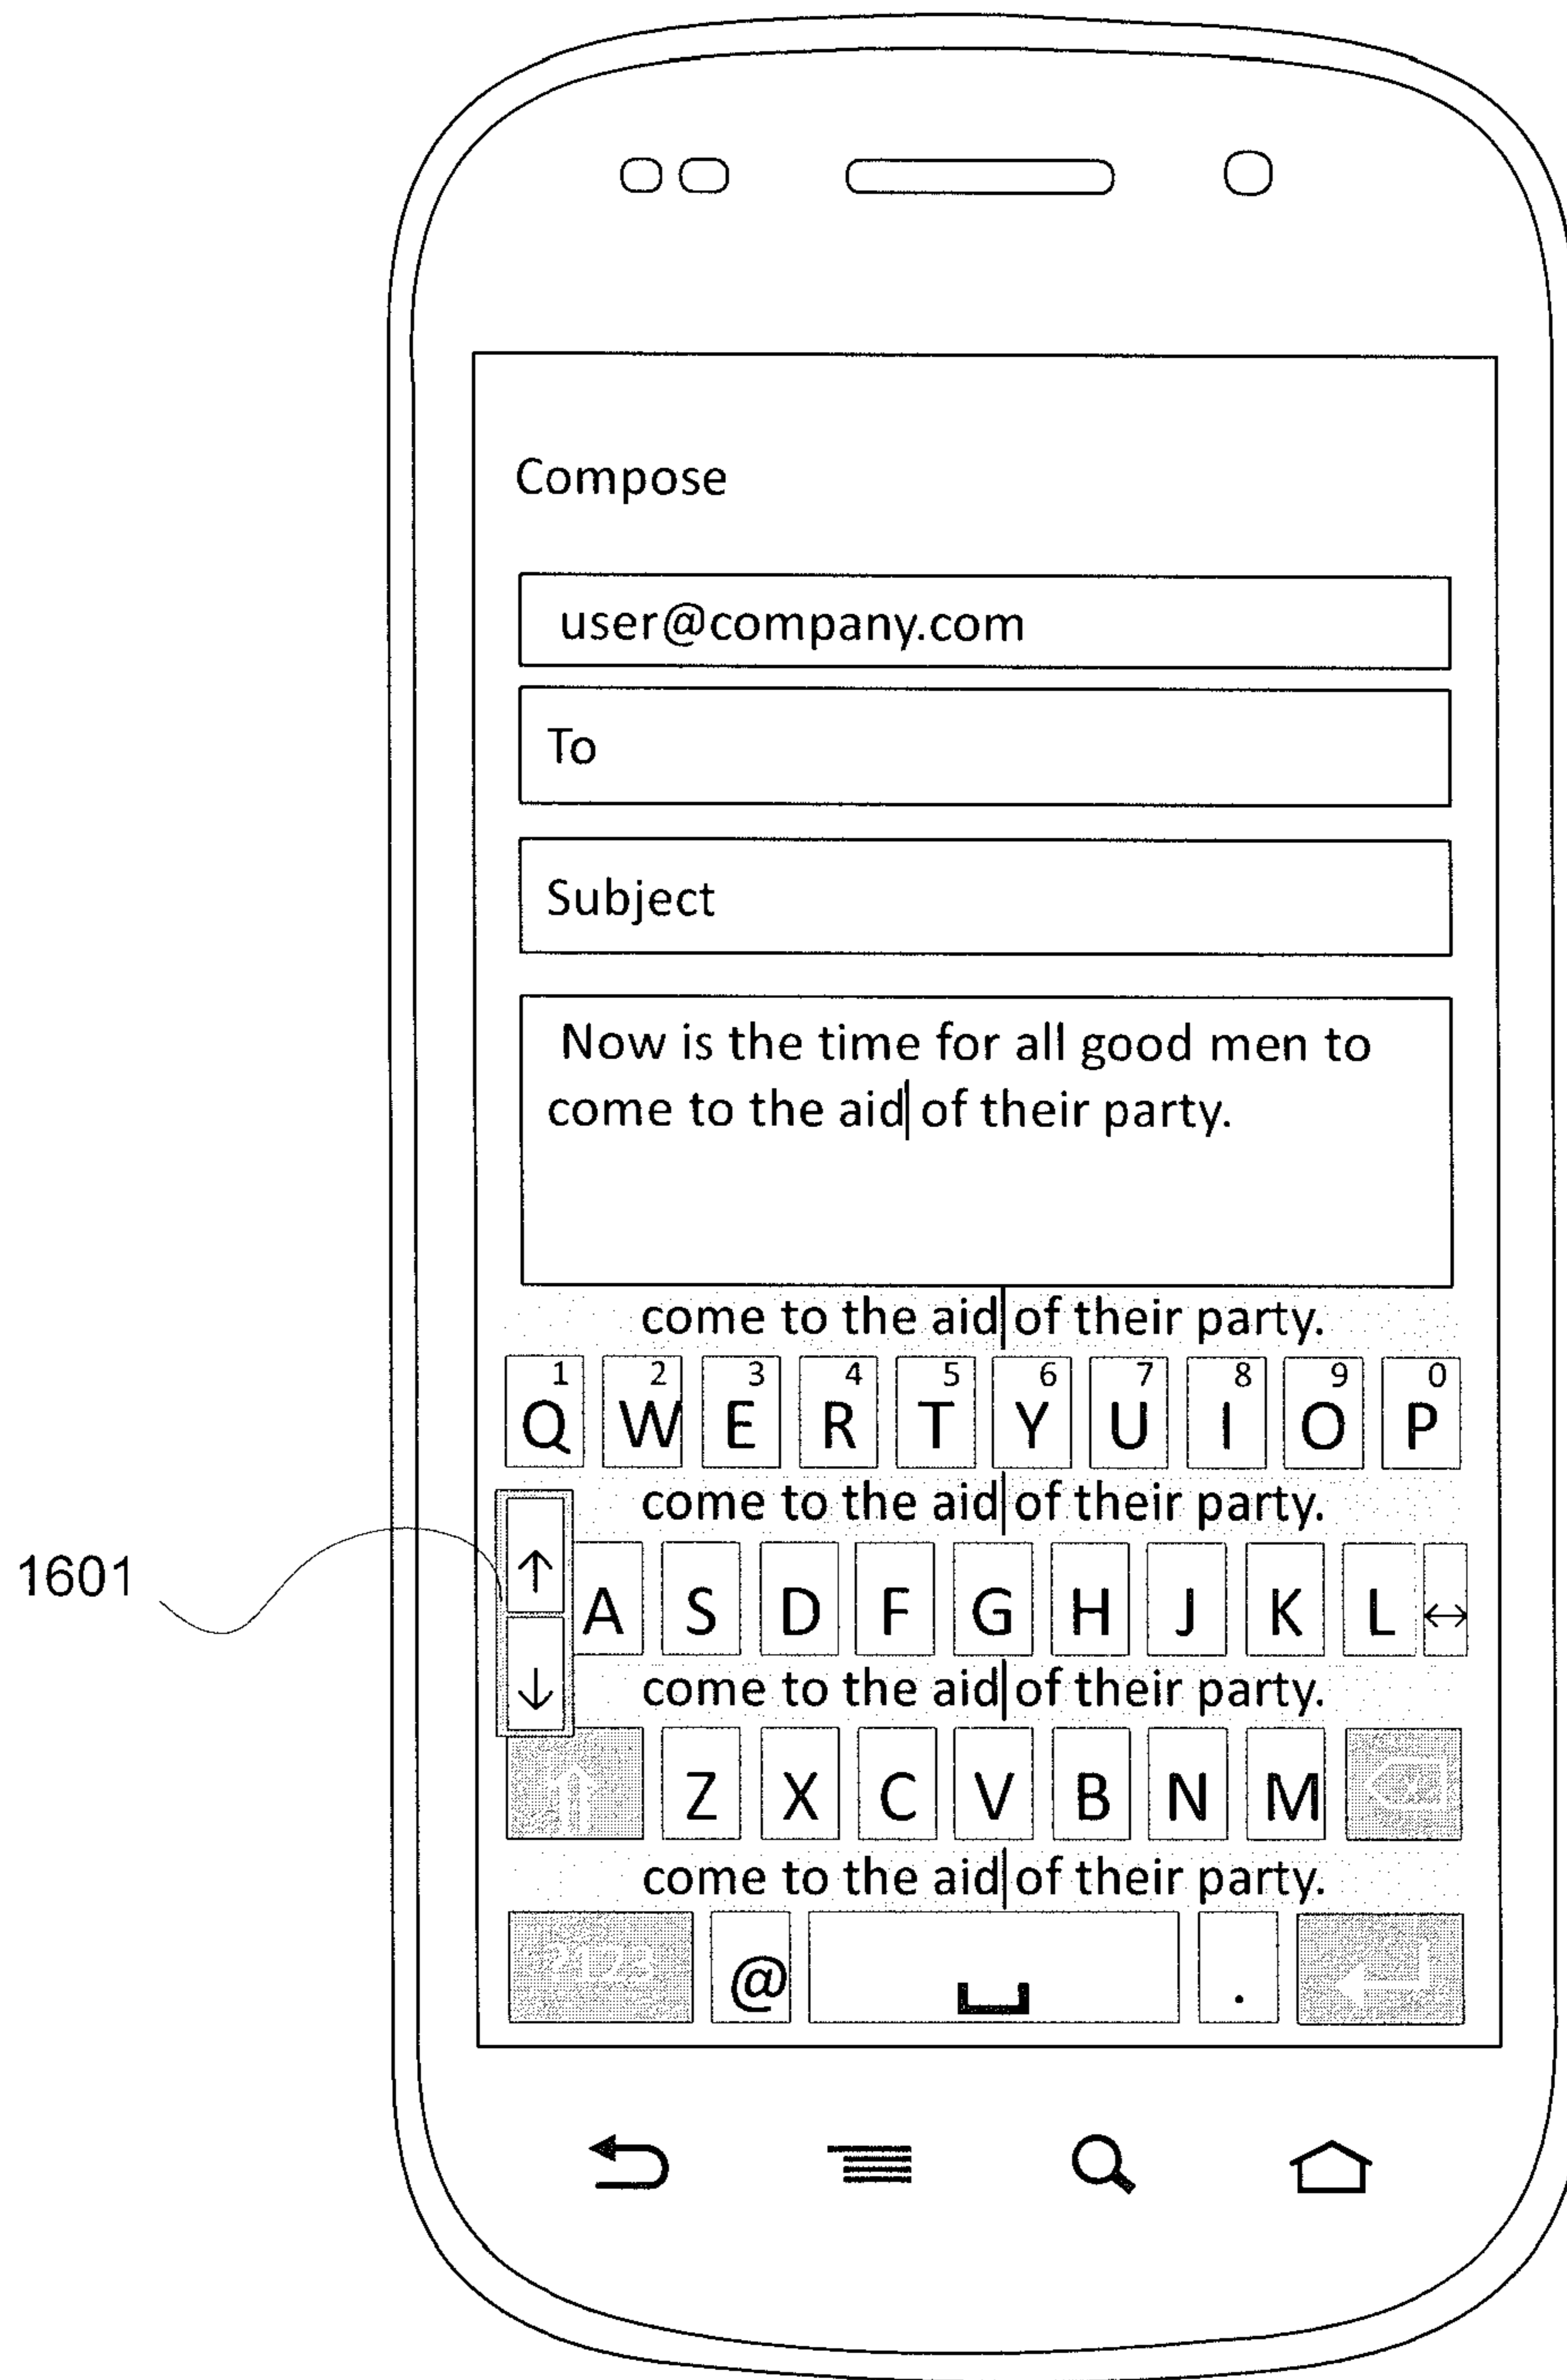 Compose
user@company.com
To
Subject
Now is the time for all good men to
come to the aid of their party.
come to the aid of their party.
1 2 3 4 5 6 7 8 9 0
Q W E R T Y U I O P
come to the aid of their party.
1601
↑ A S D F G H J K L ↔
↓
come to the aid of their party.
Z X C V B N M
come to the aid of their party.
@ .